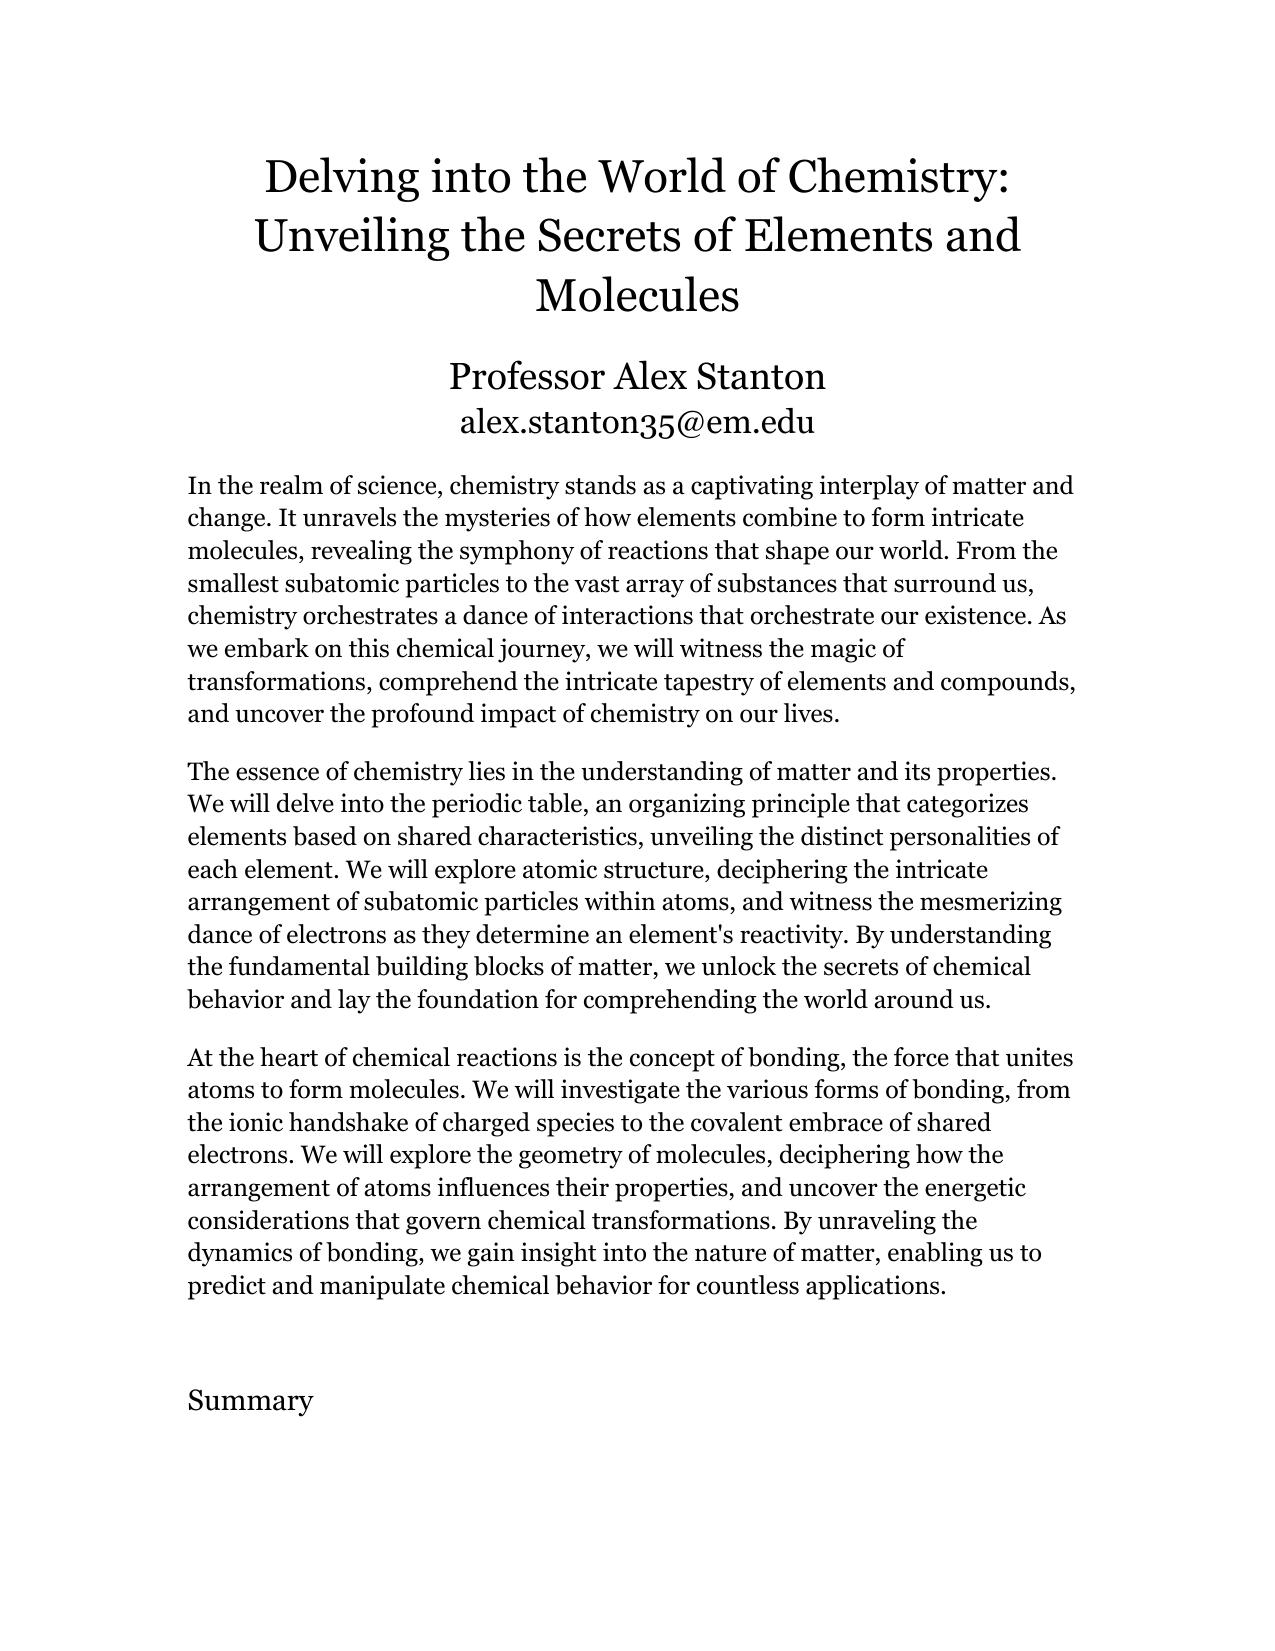 Delving into the World of Chemistry:
Unveiling the Secrets of Elements and
Molecules
Professor Alex Stanton
alex.stanton35@em.edu
In the realm of science, chemistry stands as a captivating interplay of matter and
change. It unravels the mysteries of how elements combine to form intricate
molecules, revealing the symphony of reactions that shape our world. From the
smallest subatomic particles to the vast array of substances that surround us,
chemistry orchestrates a dance of interactions that orchestrate our existence. As
we embark on this chemical journey, we will witness the magic of
transformations, comprehend the intricate tapestry of elements and compounds,
and uncover the profound impact of chemistry on our lives.
The essence of chemistry lies in the understanding of matter and its properties.
We will delve into the periodic table, an organizing principle that categorizes
elements based on shared characteristics, unveiling the distinct personalities of
each element. We will explore atomic structure, deciphering the intricate
arrangement of subatomic particles within atoms, and witness the mesmerizing
dance of electrons as they determine an element's reactivity. By understanding
the fundamental building blocks of matter, we unlock the secrets of chemical
behavior and lay the foundation for comprehending the world around us.
At the heart of chemical reactions is the concept of bonding, the force that unites
atoms to form molecules. We will investigate the various forms of bonding, from
the ionic handshake of charged species to the covalent embrace of shared
electrons. We will explore the geometry of molecules, deciphering how the
arrangement of atoms influences their properties, and uncover the energetic
considerations that govern chemical transformations. By unraveling the
dynamics of bonding, we gain insight into the nature of matter, enabling us to
predict and manipulate chemical behavior for countless applications.
Summary